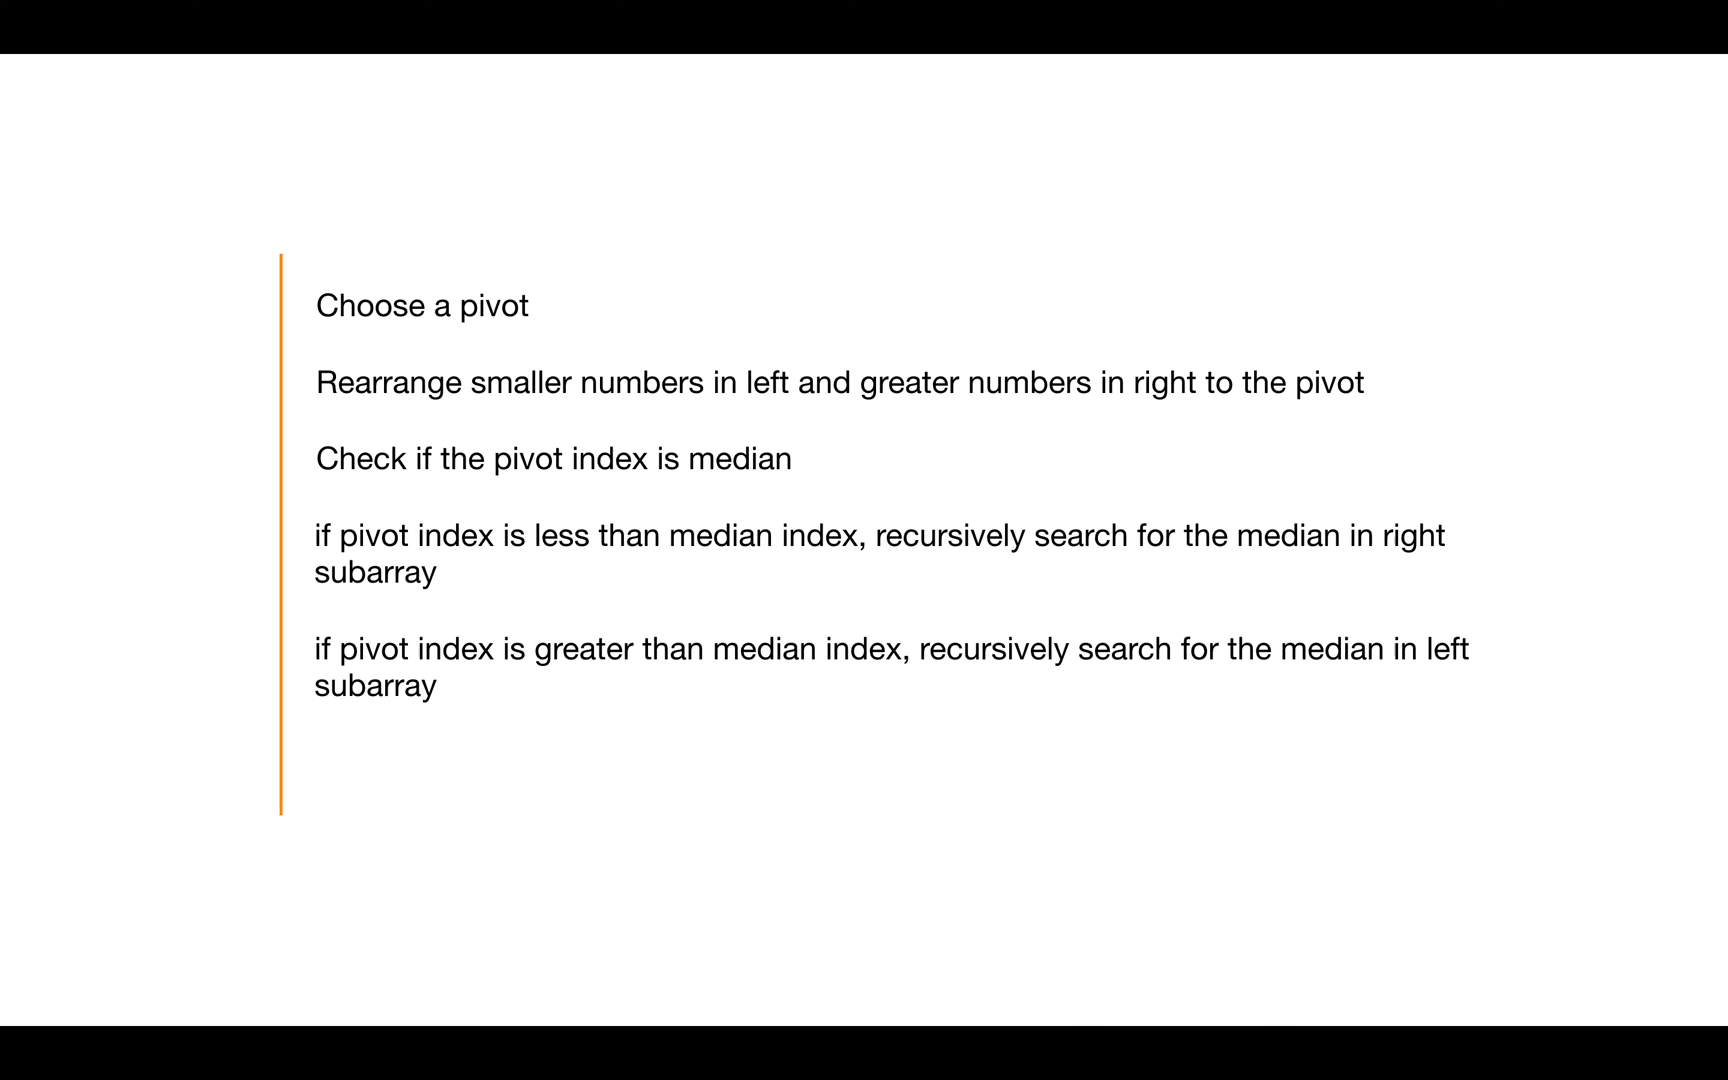 Choose a pivot
Rearrange smaller numbers in left and greater numbers in right to the pivot
Check if the pivot index is median
if pivot index is less than median index, recursively search for the median in right
subarray
if pivot index is greater than median index, recursively search for the median in left
subarray